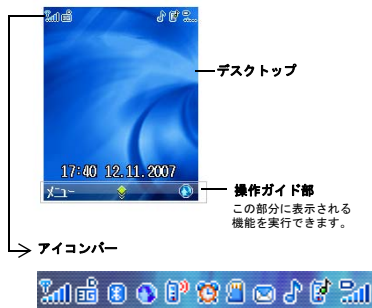 デスクトップ
17:40 12.11.2007
メニュー
操作ガイド部
この部分に表示される
機能を実行できます。
アイコンバー